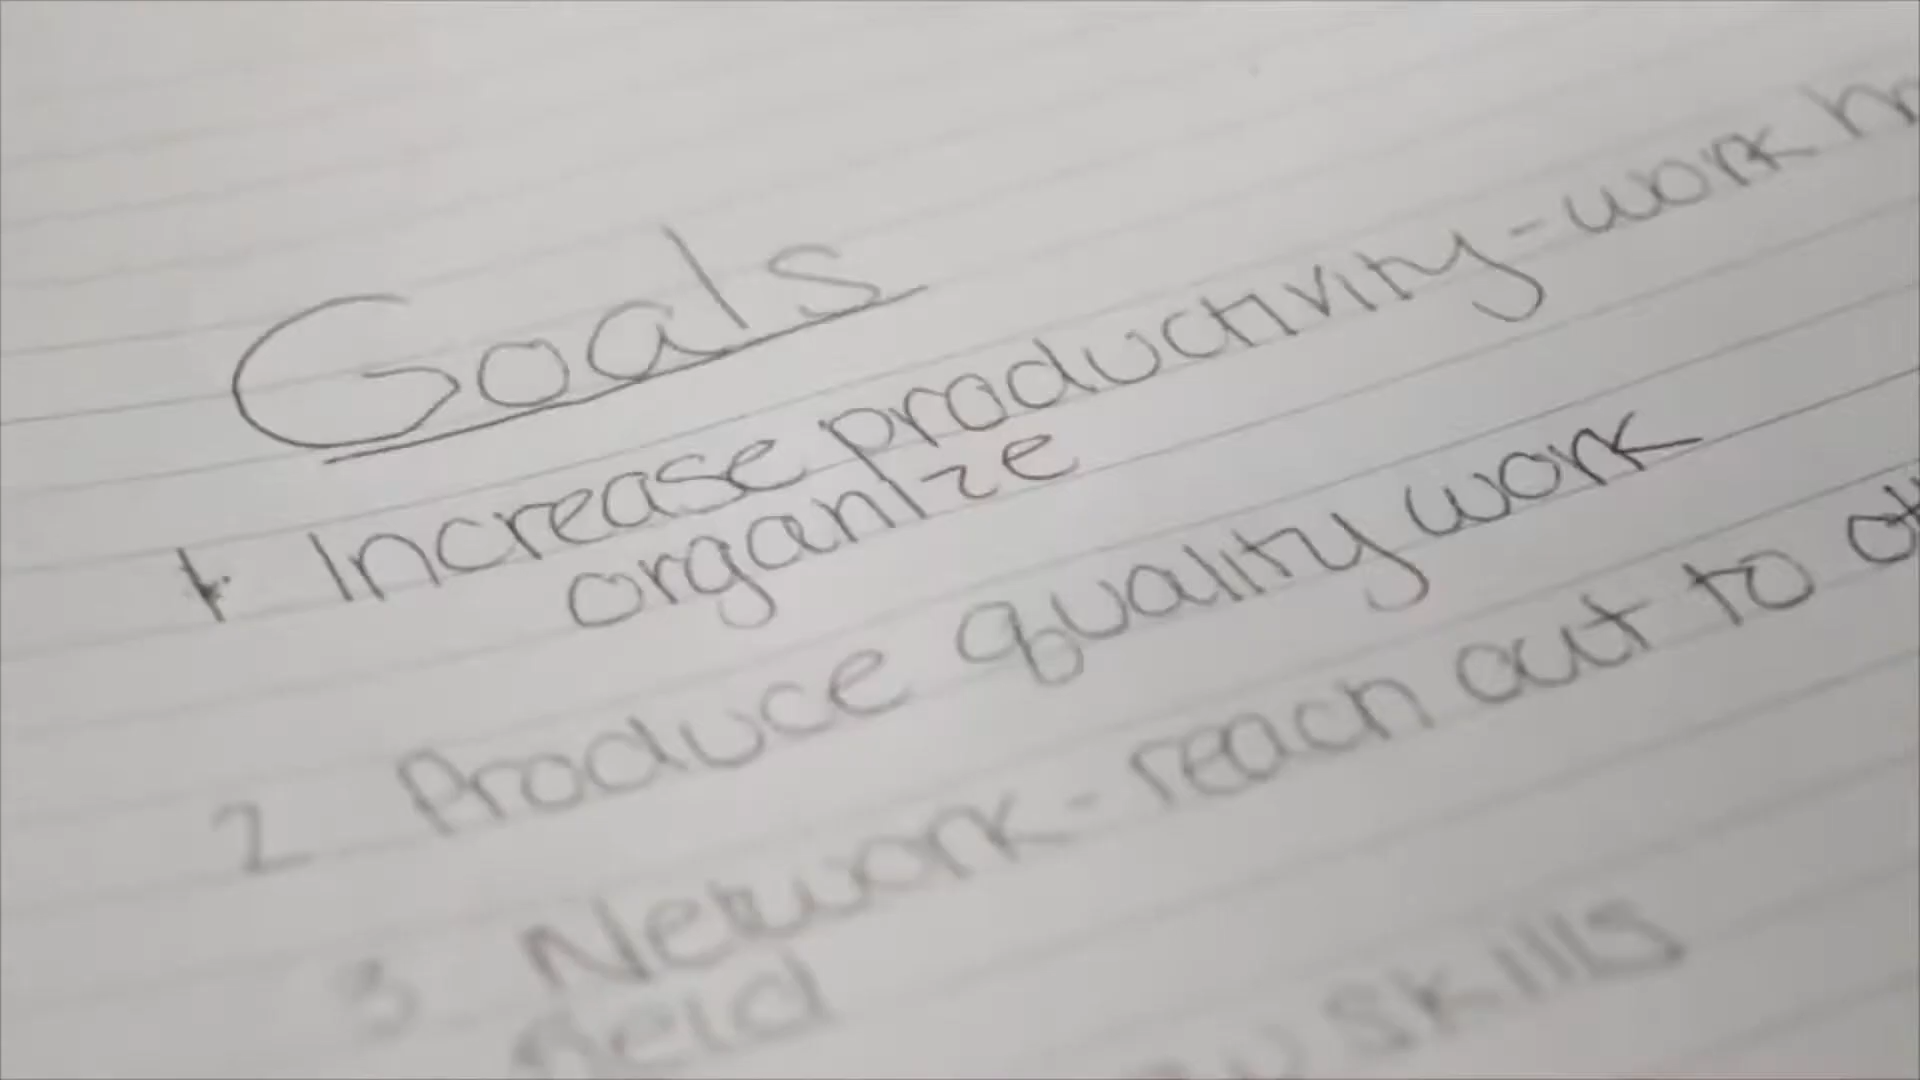 Goals
1. Increase productivity - work
organize
2 Produce quality work
3 Network - reach out to
field
skills